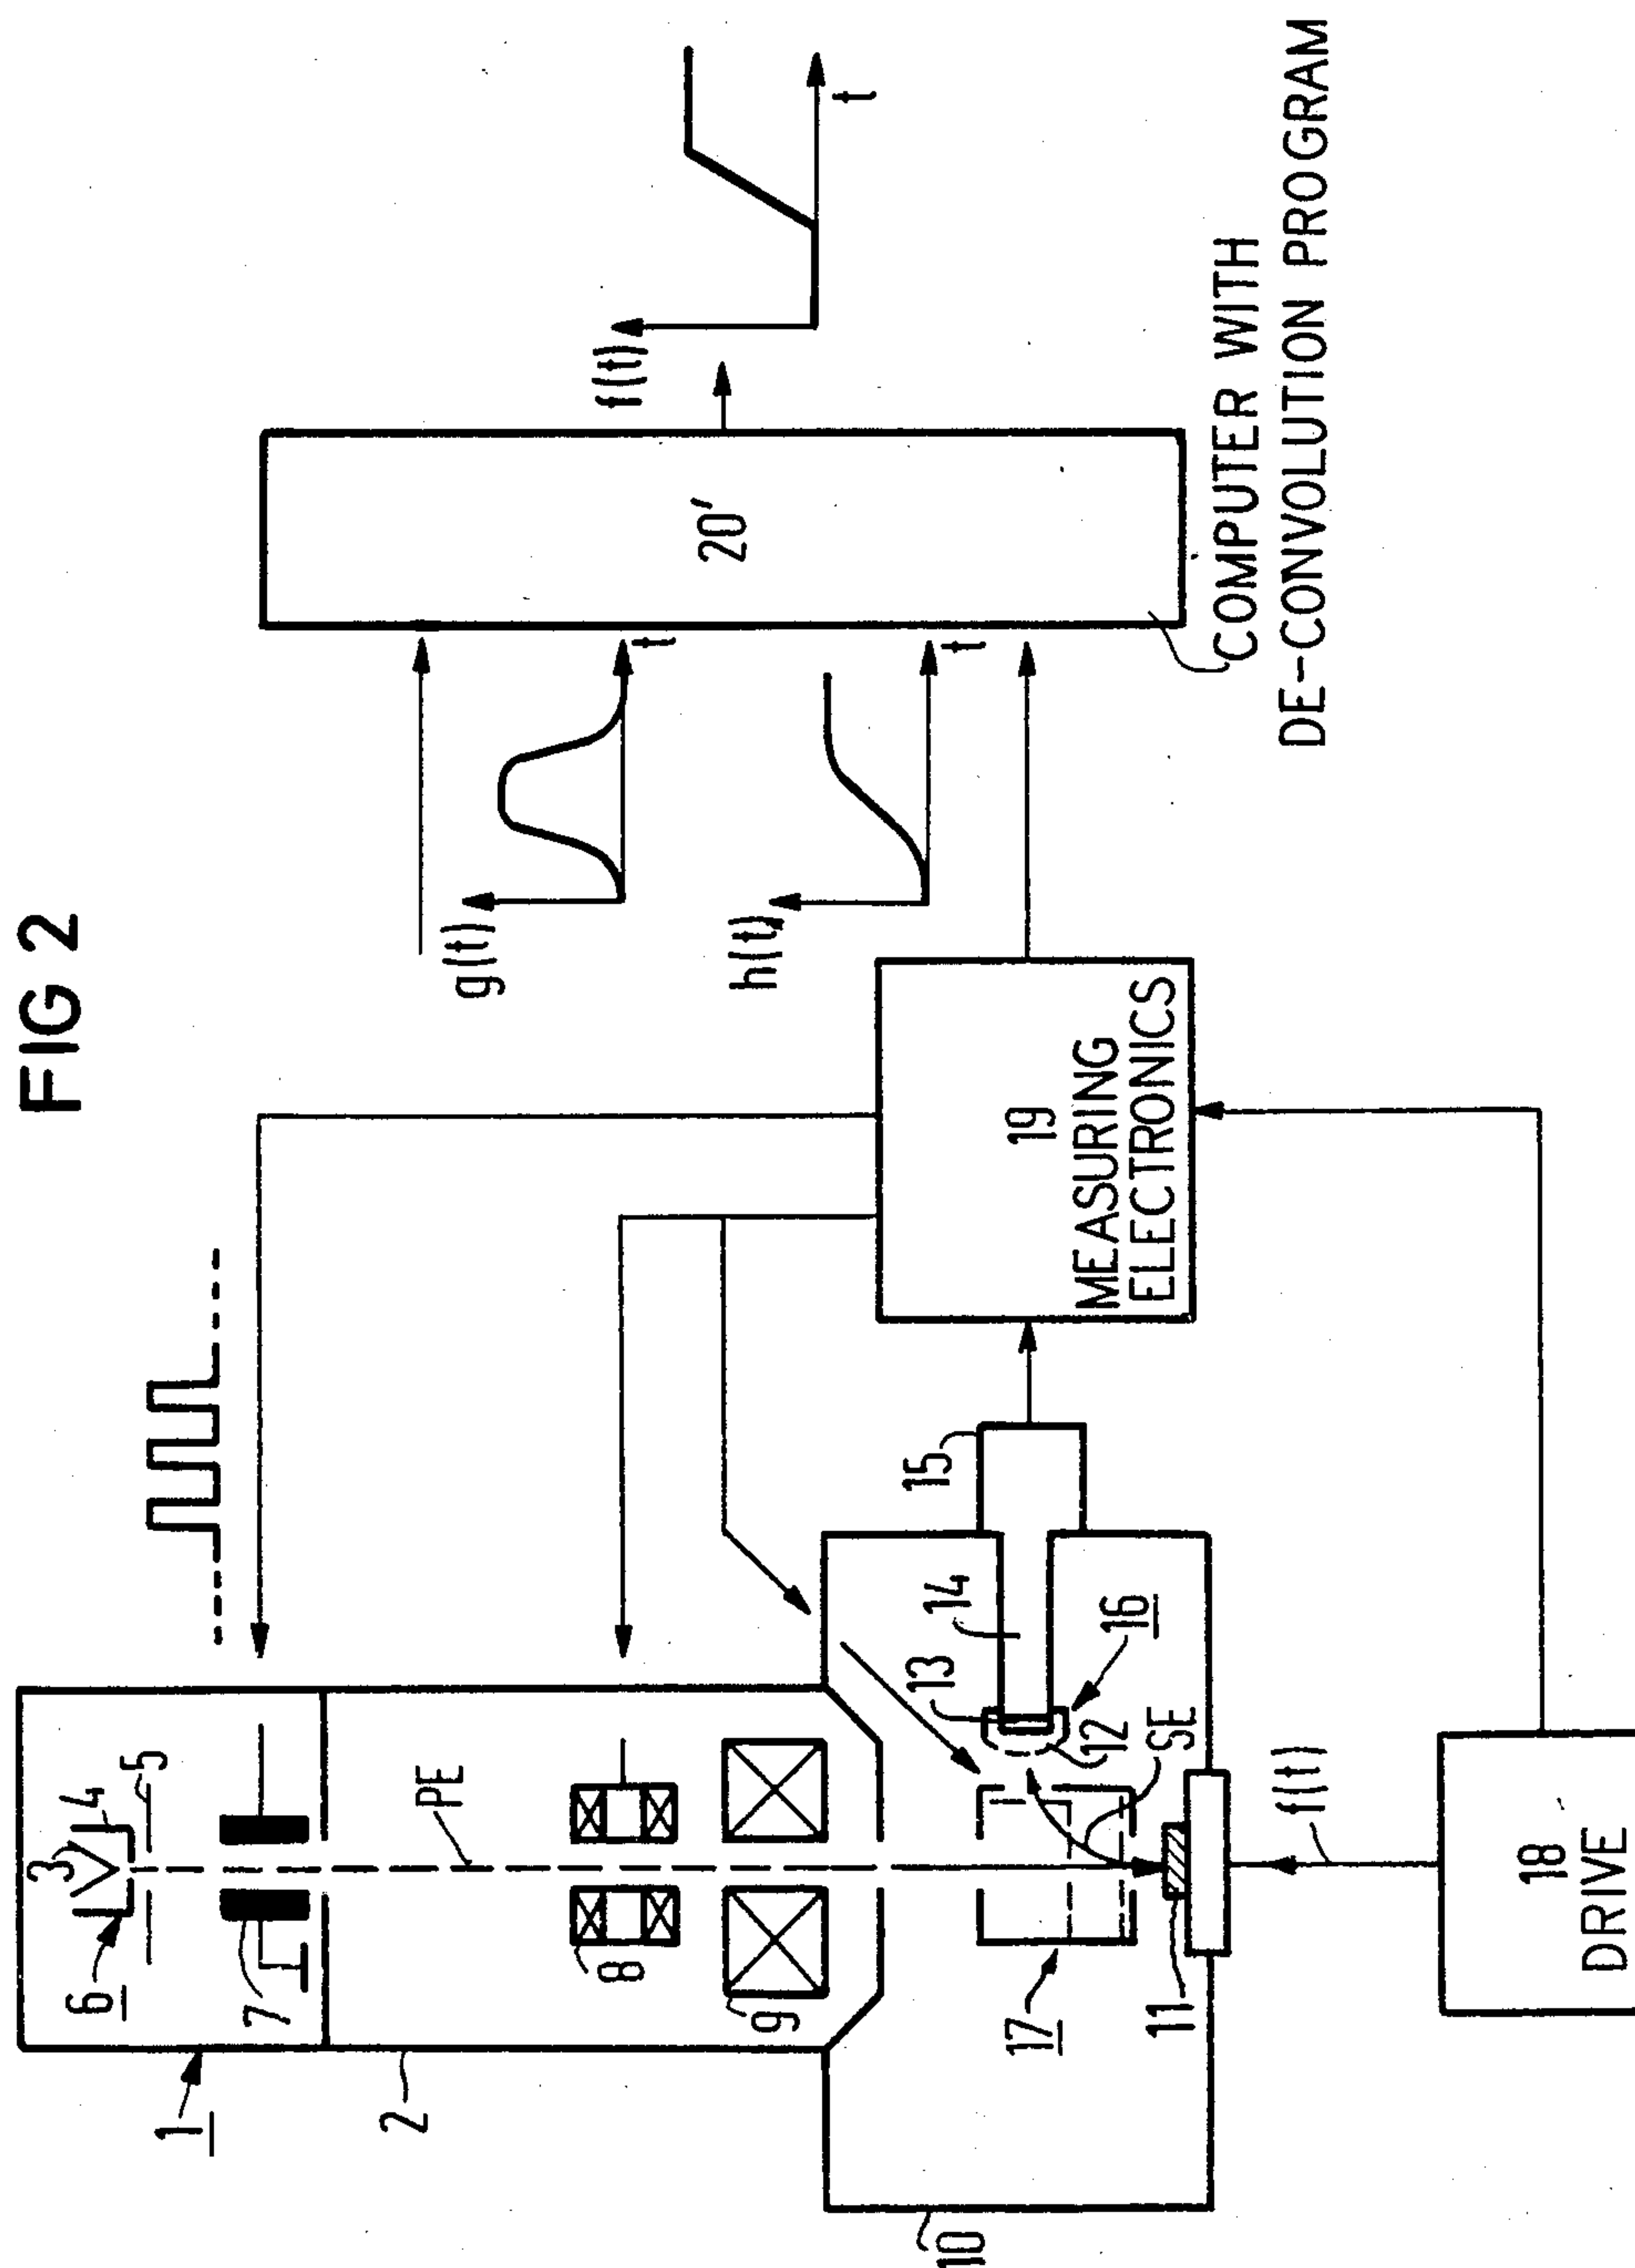 FIG 2
1
2
3
4
5
6
7
8
9
PE
10
11
12
13
14
15
16
17
SE
f(t)
18
DRIVE
19
MEASURING
ELECTRONICS
g(t)
t
h(t)
t
20'
f(t)
t
COMPUTER WITH
DE-CONVOLUTION PROGRAM